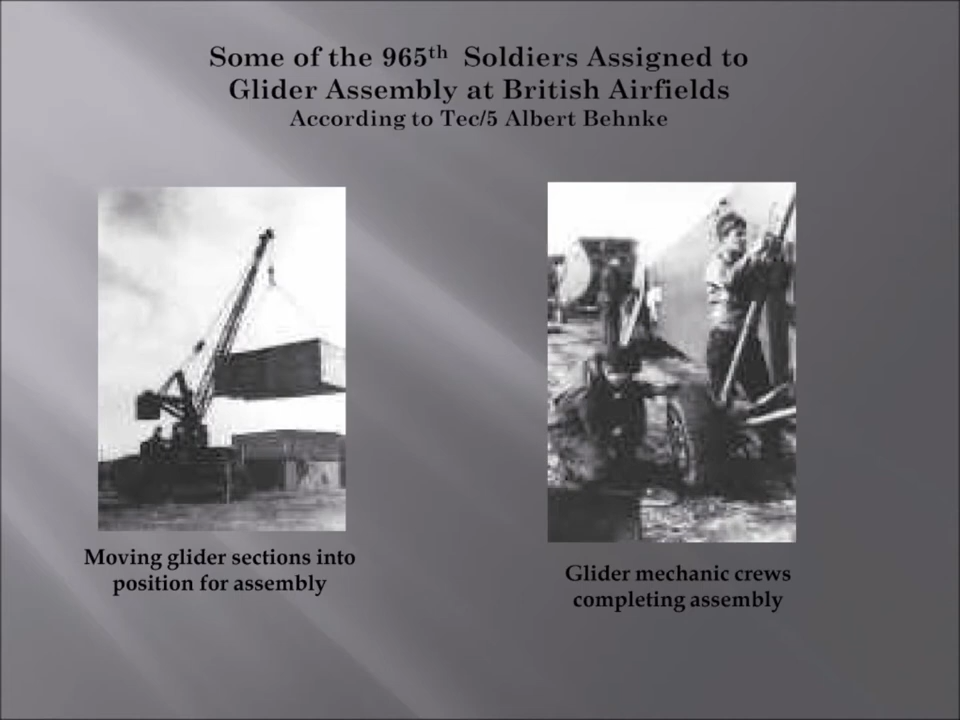 Some of the 965th Soldiers Assigned to
Glider Assembly at British Airfields
According to Tec/5 Albert Behnke
Moving glider sections into
position for assembly
Glider mechanic crews
completing assembly